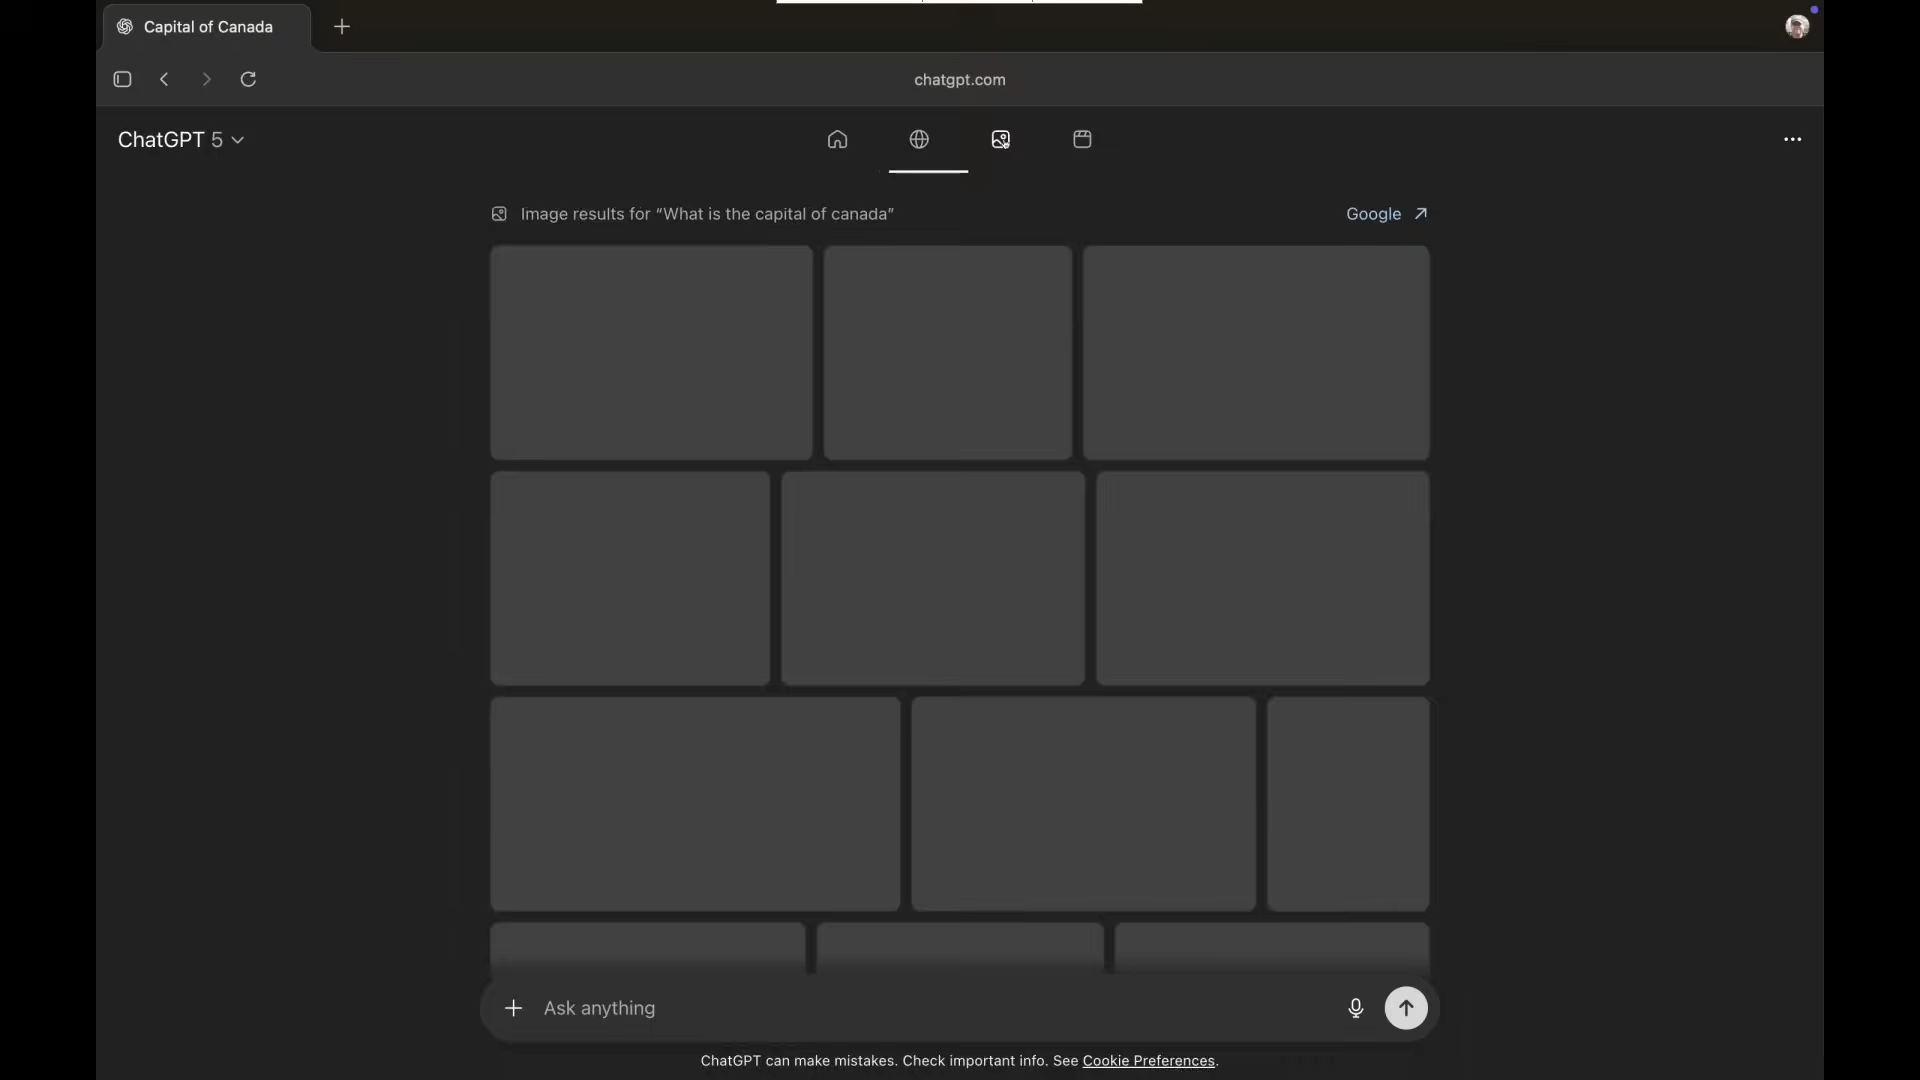 Capital of Canada
chatgpt.com
ChatGPT 5
Image results for “What is the capital of canada”
Google
Ask anything
ChatGPT can make mistakes. Check important info. See Cookie Preferences.